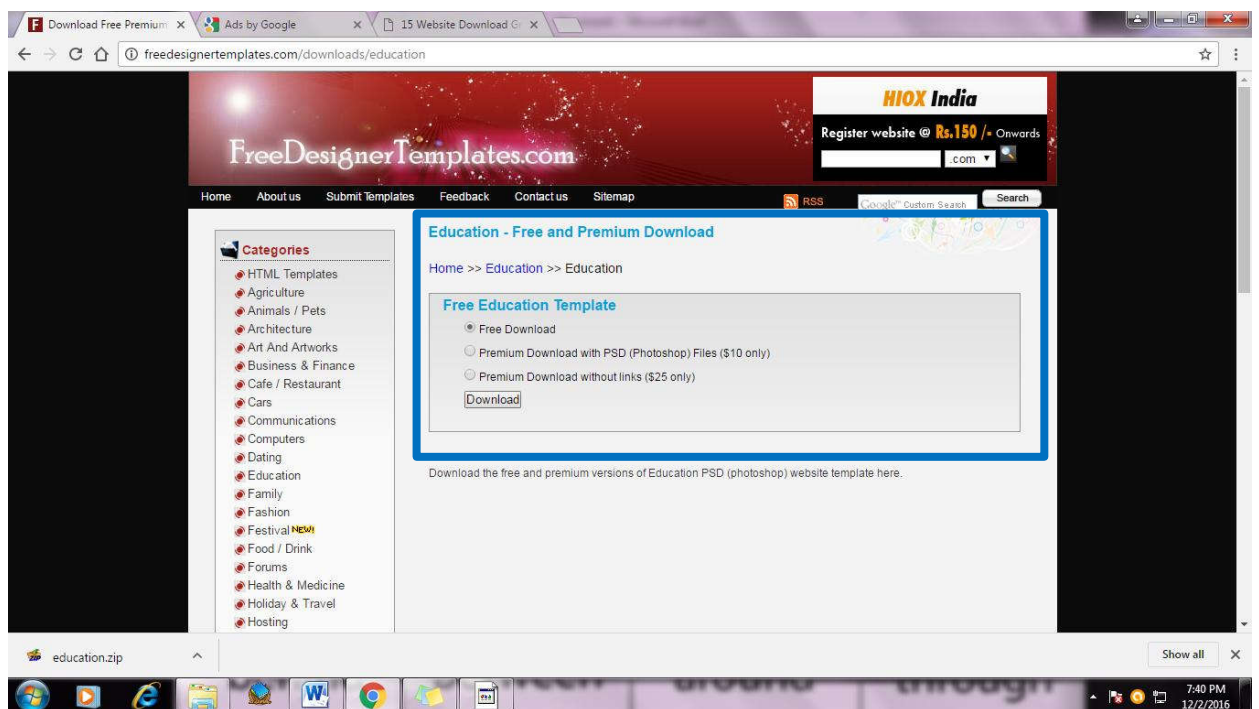 Download Free Premium
Ads by Google
15 Website Download Gr
freedesignertemplates.com/downloads/education
FreeDesignerTemplates.com
HIOX India
Register website @ Rs.150 /- Onwards
.com
Home About us Submit Templates Feedback Contact us Sitemap
RSS
Google™ Custom Search
Search
Categories
HTML Templates
Agriculture
Animals / Pets
Architecture
Art And Artworks
Business & Finance
Cafe / Restaurant
Cars
Communications
Computers
Dating
Education
Family
Fashion
Festival NEW!
Food / Drink
Forums
Health & Medicine
Holiday & Travel
Hosting
Education - Free and Premium Download
Home >> Education >> Education
Free Education Template
Free Download
Premium Download with PSD (Photoshop) Files ($10 only)
Premium Download without links ($25 only)
Download
Download the free and premium versions of Education PSD (photoshop) website template here.
education.zip
Show all
around through
7:40 PM
12/2/2016